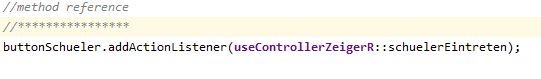 //method reference
//****************
buttonSchueler.addActionListener(useControllerZeigerR::schuelerEintreten);